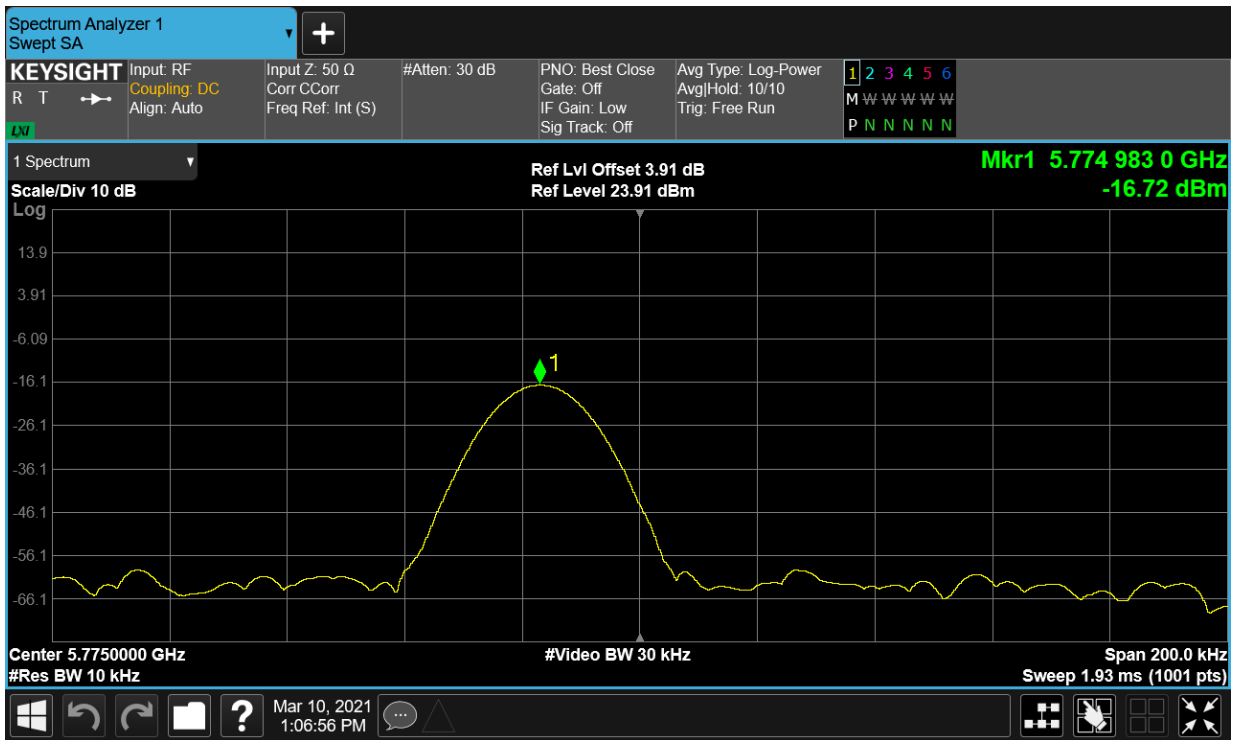 Spectrum Analyzer 1
Swept SA
KEYSIGHT
R T
LXI
Input: RF
Coupling: DC
Align: Auto
Input Z: 50 Ω
Corr CCorr
Freq Ref: Int (S)
#Atten: 30 dB
PNO: Best Close
Gate: Off
IF Gain: Low
Sig Track: Off
Avg Type: Log-Power
Avg|Hold: 10/10
Trig: Free Run
1 2 3 4 5 6
M W W W W W
P N N N N N
1 Spectrum
Scale/Div 10 dB
Log
Ref Lvl Offset 3.91 dB
Ref Level 23.91 dBm
Mkr1 5.774 983 0 GHz
-16.72 dBm
13.9
3.91
-6.09
-16.1
-26.1
-36.1
-46.1
-56.1
-66.1
1
Center 5.7750000 GHz
#Res BW 10 kHz
#Video BW 30 kHz
Span 200.0 kHz
Sweep 1.93 ms (1001 pts)
?
Mar 10, 2021
1:06:56 PM